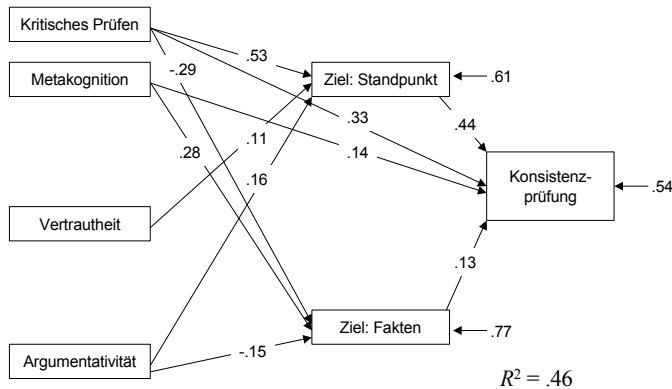 Kritisches Prüfen
Metakognition
Vertrautheit
Argumentativität
.53
-.29
.11
.28
.16
.33
.14
-.15
Ziel: Standpunkt
.61
.44
Konsistenz-
prüfung
.54
.13
Ziel: Fakten
.77
R² = .46